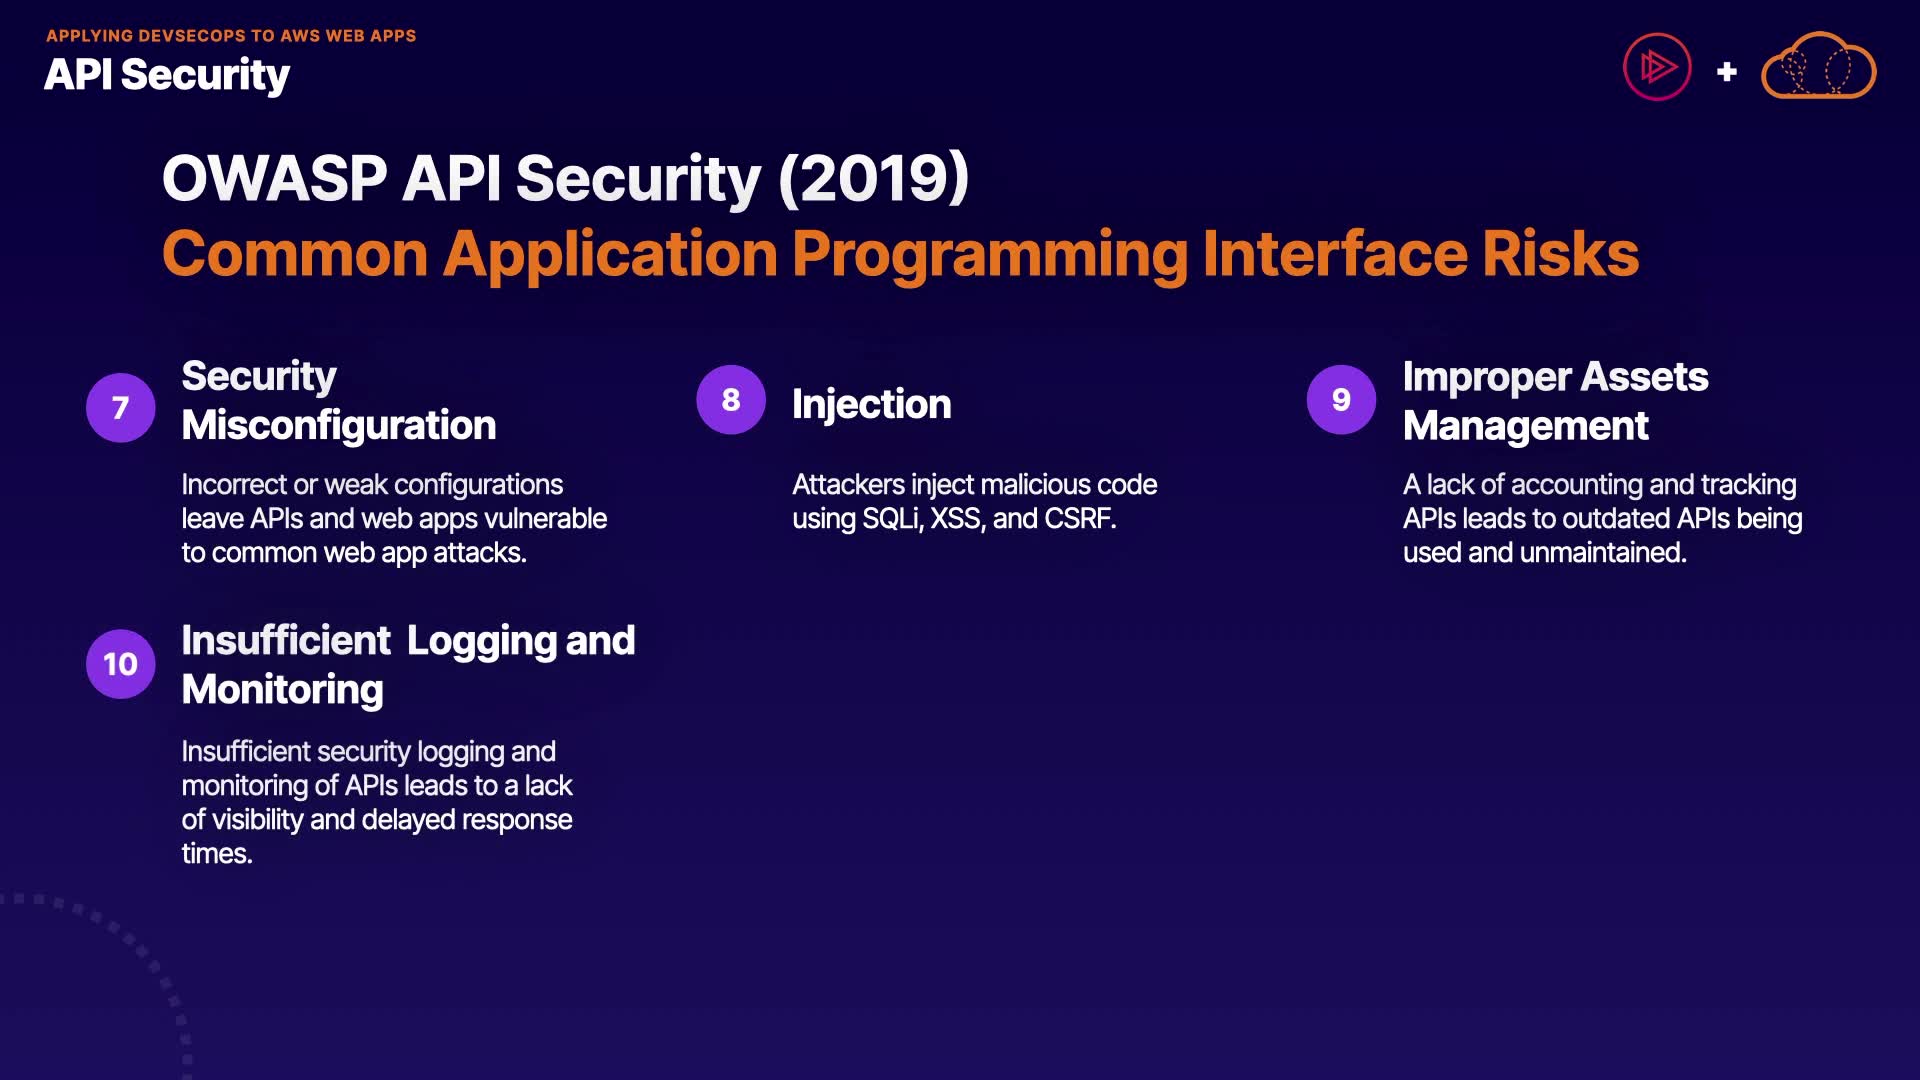 APPLYING DEVSECOPS TO AWS WEB APPS
API Security
OWASP API Security (2019)
Common Application Programming Interface Risks
7
Security
Misconfiguration
Incorrect or weak configurations
leave APIs and web apps vulnerable
to common web app attacks.
8
Injection
Attackers inject malicious code
using SQLi, XSS, and CSRF.
9
Improper Assets
Management
A lack of accounting and tracking
APIs leads to outdated APIs being
used and unmaintained.
10
Insufficient  Logging and
Monitoring
Insufficient security logging and
monitoring of APIs leads to a lack
of visibility and delayed response
times.